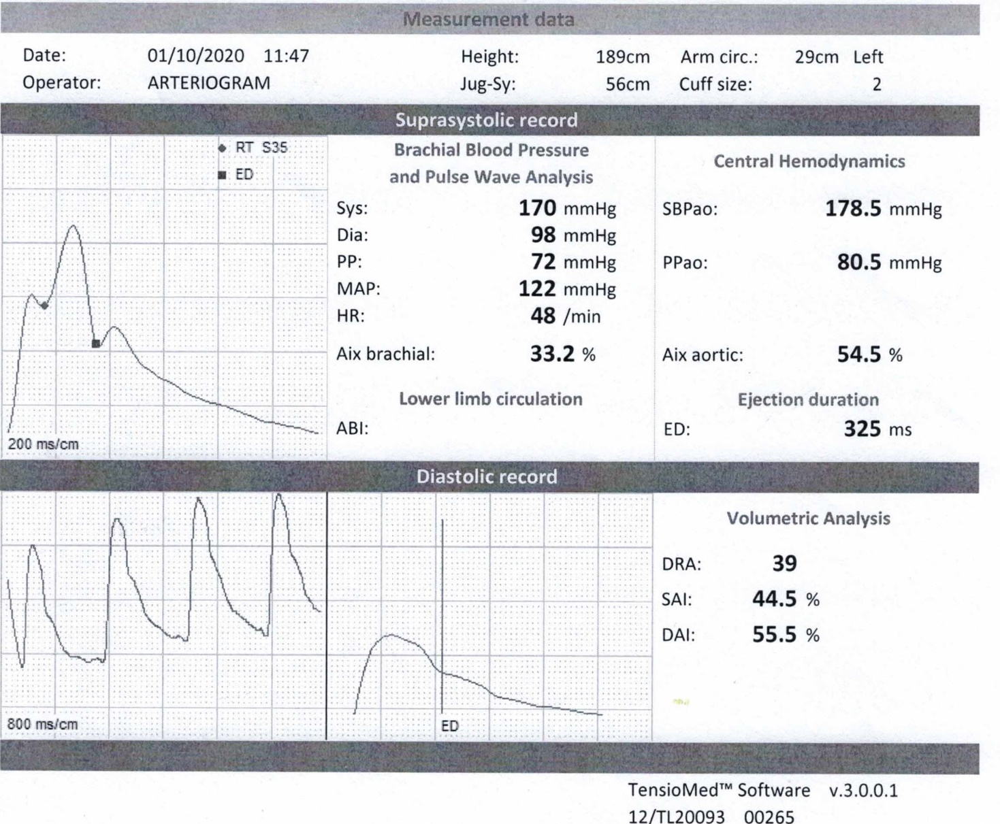 Measurement data
Date: 01/10/2020 11:47 Height: 189cm Arm circ.: 29cm Left
Operator: ARTERIOGRAM Jug-Sy: 56cm Cuff size: 2
Suprasystolic record
RT S35
ED
200 ms/cm
Brachial Blood Pressure
and Pulse Wave Analysis
Sys: 170 mmHg
Dia: 98 mmHg
PP: 72 mmHg
MAP: 122 mmHg
HR: 48 /min
Aix brachial: 33.2 %
Lower limb circulation
ABI:
Central Hemodynamics
SBPao: 178.5 mmHg
PPao: 80.5 mmHg
Aix aortic: 54.5 %
Ejection duration
ED: 325 ms
Diastolic record
800 ms/cm
ED
Volumetric Analysis
DRA: 39
SAI: 44.5 %
DAI: 55.5 %
TensioMed™ Software v.3.0.0.1
12/TL20093 00265